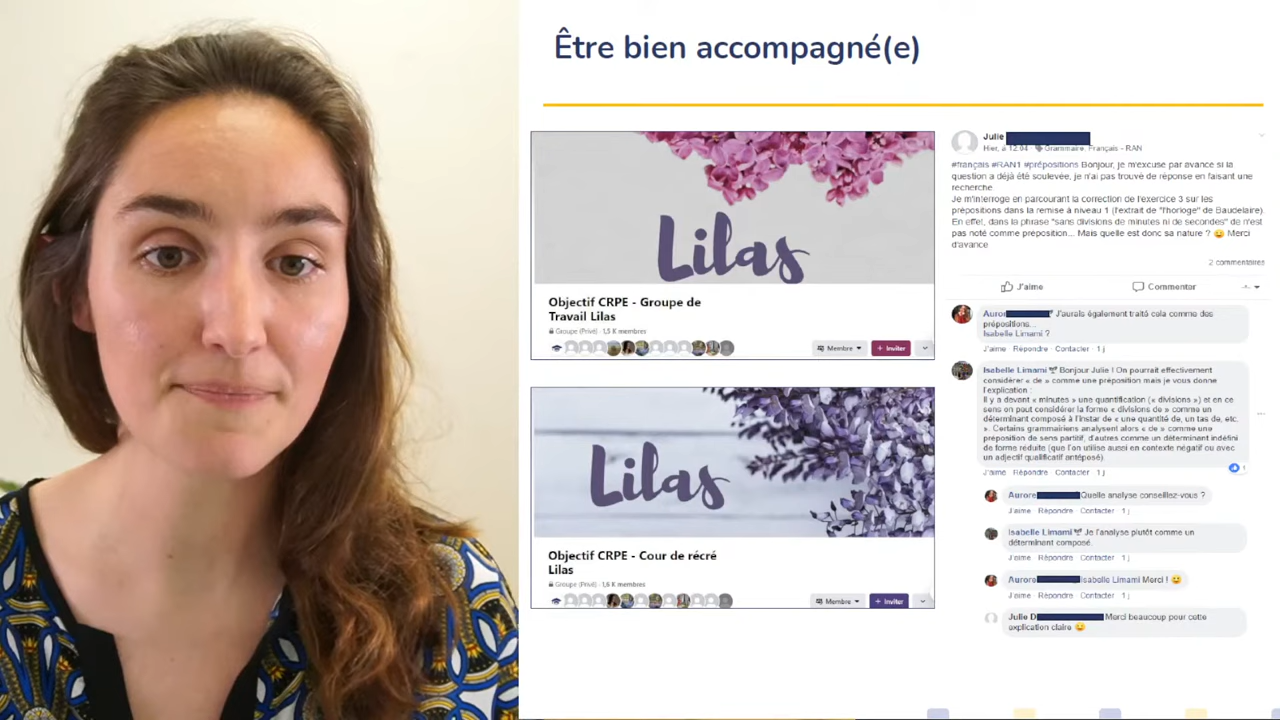 Être bien accompagné(e)
Lilas
Objectif CRPE - Groupe de
Travail Lilas
Groupe (Privé) · 1,5 K membres
Membre
+ Inviter
Lilas
Objectif CRPE - Cour de récré
Lilas
Groupe (Privé) · 1,6 K membres
Membre
+ Inviter
Julie
Hier, à 12:04 · Grammaire, Français - RAN
#français #RAN1 #prépositions Bonjour, je m'excuse par avance si la
question a déjà été soulevée, je n'ai pas trouvé de réponse en faisant une
recherche.
Je m'interroge en parcourant la correction de l'exercice 3 sur les
prépositions dans la remise à niveau 1 (l'extrait de "l'horloge" de Baudelaire).
En effet, dans la phrase "sans divisions de minutes ni de secondes" de n'est
pas noté comme préposition... Mais quelle est donc sa nature ? 😄 Merci
d'avance
2 commentaires
J'aime
Commenter
Auror J'aurais également traité cela comme des
prépositions...
Isabelle Limami ?
J'aime · Répondre · Contacter · 1 j
Isabelle Limami Bonjour Julie ! On pourrait effectivement
considérer « de » comme une préposition mais je vous donne
l'explication :
Il y a devant « minutes » une quantification (« divisions ») et en ce
sens on peut considérer la forme « divisions de » comme un
déterminant composé à l'instar de « une quantité de, un tas de, etc.
». Certains grammairiens analysent alors « de » comme une
préposition de sens partitif, d'autres comme un déterminant indéfini
de forme réduite (que l'on utilise aussi en contexte négatif ou avec
un adjectif qualificatif antéposé).
J'aime · Répondre · Contacter · 1 j
1
Aurore Quelle analyse conseillez-vous ?
J'aime · Répondre · Contacter · 1 j
Isabelle Limami Je l'analyse plutôt comme un
déterminant composé.
J'aime · Répondre · Contacter · 1 j
Aurore Isabelle Limami Merci ! 😄
J'aime · Répondre · Contacter · 1 j
Julie D Merci beaucoup pour cette
explication claire 😄